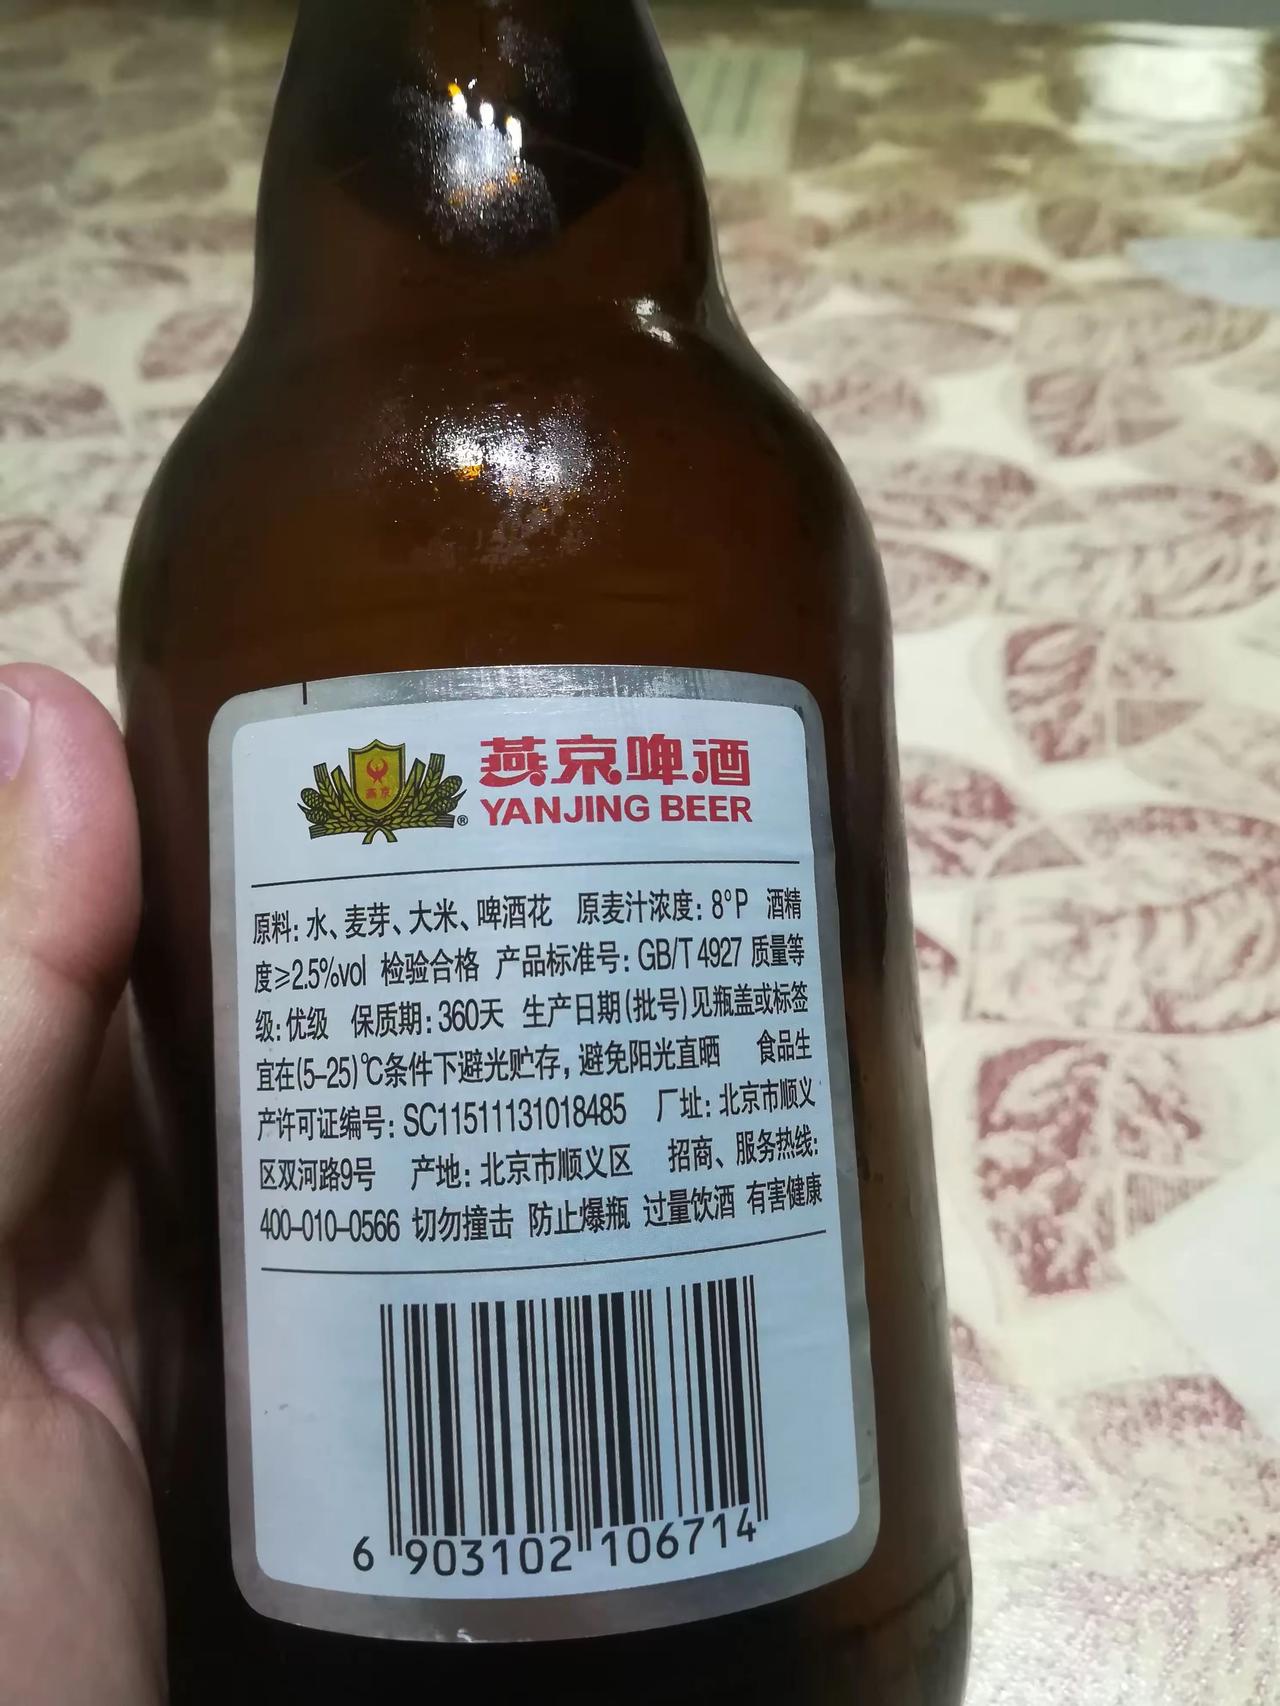 燕京
®
燕京啤酒
YANJING BEER
原料: 水、麦芽、大米、啤酒花 原麦汁浓度: 8°P 酒精
度≥2.5%vol 检验合格 产品标准号: GB/T 4927 质量等
级: 优级 保质期: 360天 生产日期(批号)见瓶盖或标签
宜在(5-25)℃条件下避光贮存, 避免阳光直晒 食品生
产许可证编号: SC11511131018485 厂址: 北京市顺义
区双河路9号 产地: 北京市顺义区 招商、服务热线:
400-010-0566 切勿撞击 防止爆瓶 过量饮酒 有害健康
6 903102 106714